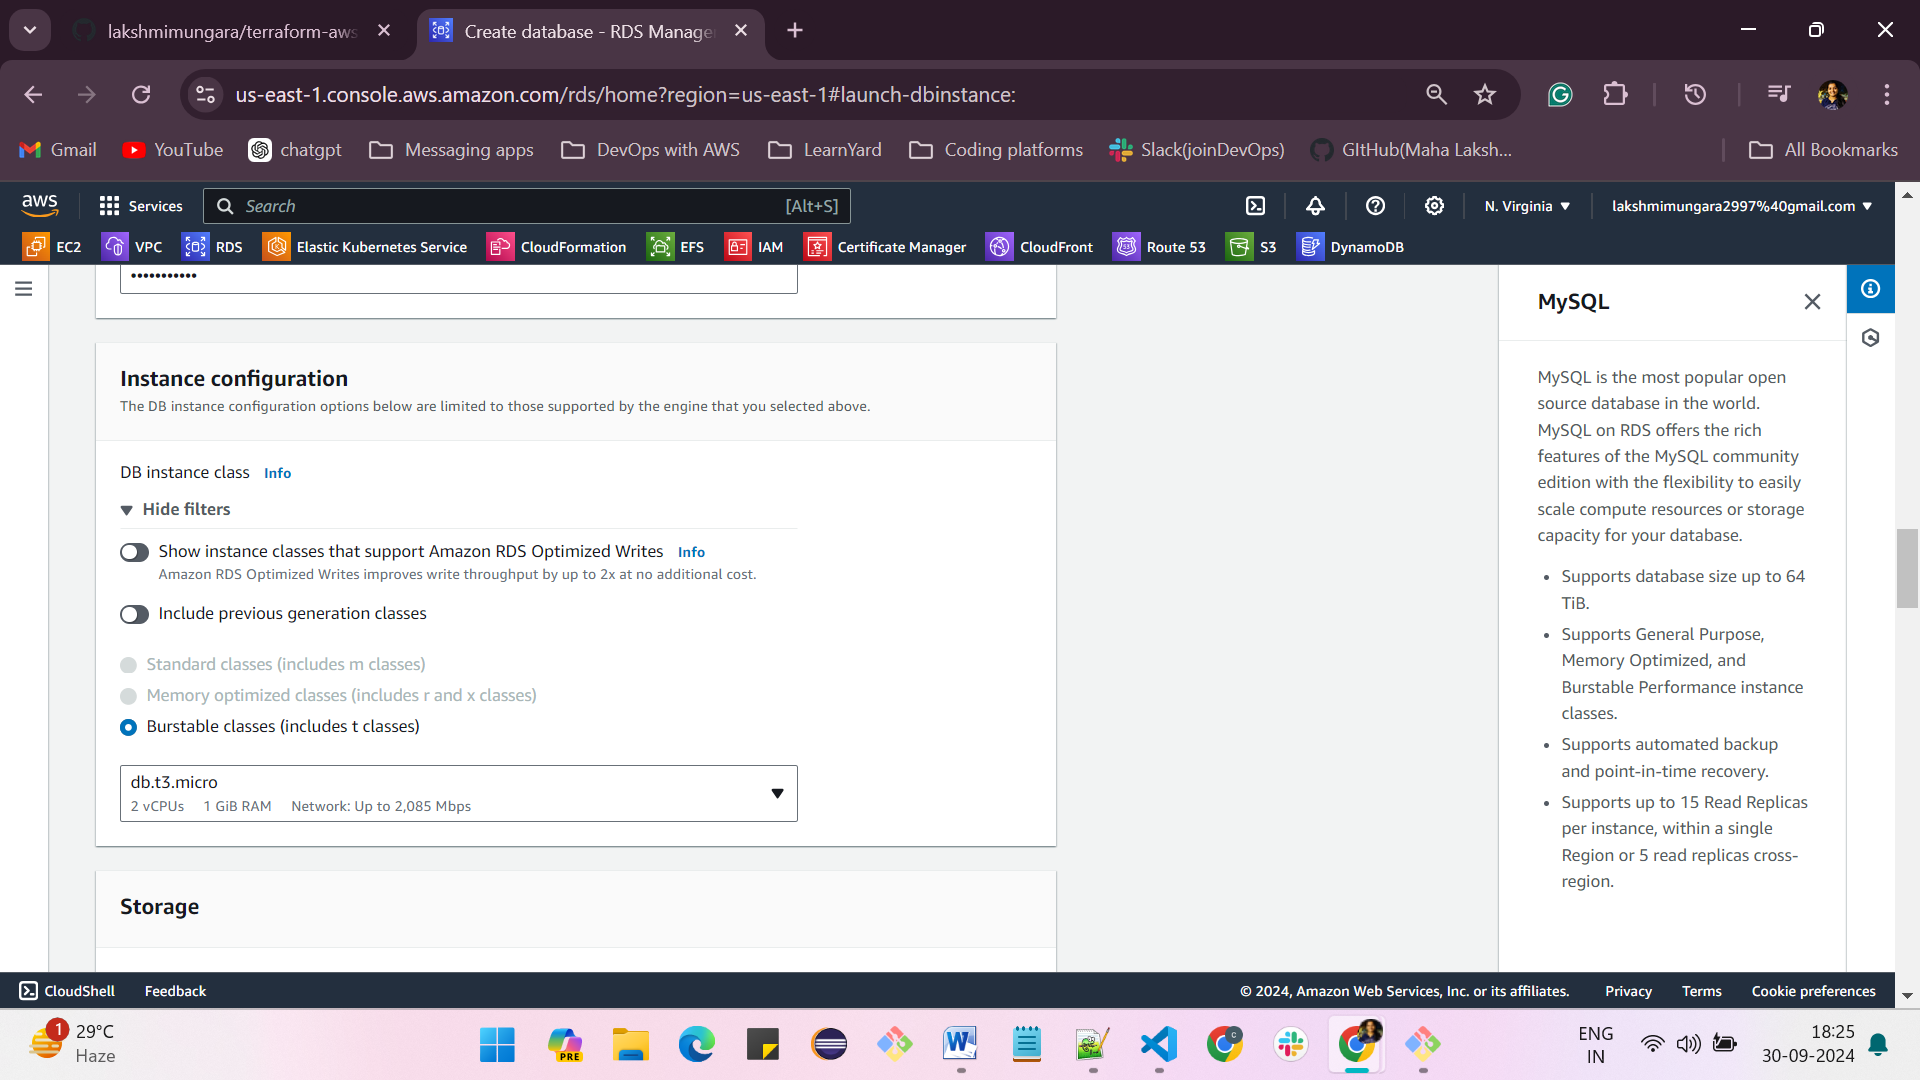 lakshmimungara/terraform-aws
Create database - RDS Manage
us-east-1.console.aws.amazon.com/rds/home?region=us-east-1#launch-dbinstance:
Gmail
YouTube
chatgpt
Messaging apps
DevOps with AWS
LearnYard
Coding platforms
Slack(joinDevOps)
GItHub(Maha Laksh...
All Bookmarks
aws
Services
Search
[Alt+S]
N. Virginia
lakshmimungara2997%40gmail.com
EC2
VPC
RDS
Elastic Kubernetes Service
CloudFormation
EFS
IAM
Certificate Manager
CloudFront
Route 53
S3
DynamoDB
•••••••••••
Instance configuration
The DB instance configuration options below are limited to those supported by the engine that you selected above.
DB instance class Info
Hide filters
Show instance classes that support Amazon RDS Optimized Writes Info
Amazon RDS Optimized Writes improves write throughput by up to 2x at no additional cost.
Include previous generation classes
Standard classes (includes m classes)
Memory optimized classes (includes r and x classes)
Burstable classes (includes t classes)
db.t3.micro
2 vCPUs 1 GiB RAM Network: Up to 2,085 Mbps
Storage
MySQL
MySQL is the most popular open
source database in the world.
MySQL on RDS offers the rich
features of the MySQL community
edition with the flexibility to easily
scale compute resources or storage
capacity for your database.
• Supports database size up to 64
TiB.
• Supports General Purpose,
Memory Optimized, and
Burstable Performance instance
classes.
• Supports automated backup
and point-in-time recovery.
• Supports up to 15 Read Replicas
per instance, within a single
Region or 5 read replicas cross-
region.
CloudShell
Feedback
© 2024, Amazon Web Services, Inc. or its affiliates.
Privacy
Terms
Cookie preferences
1
29°C
Haze
PRE
ENG
IN
18:25
30-09-2024